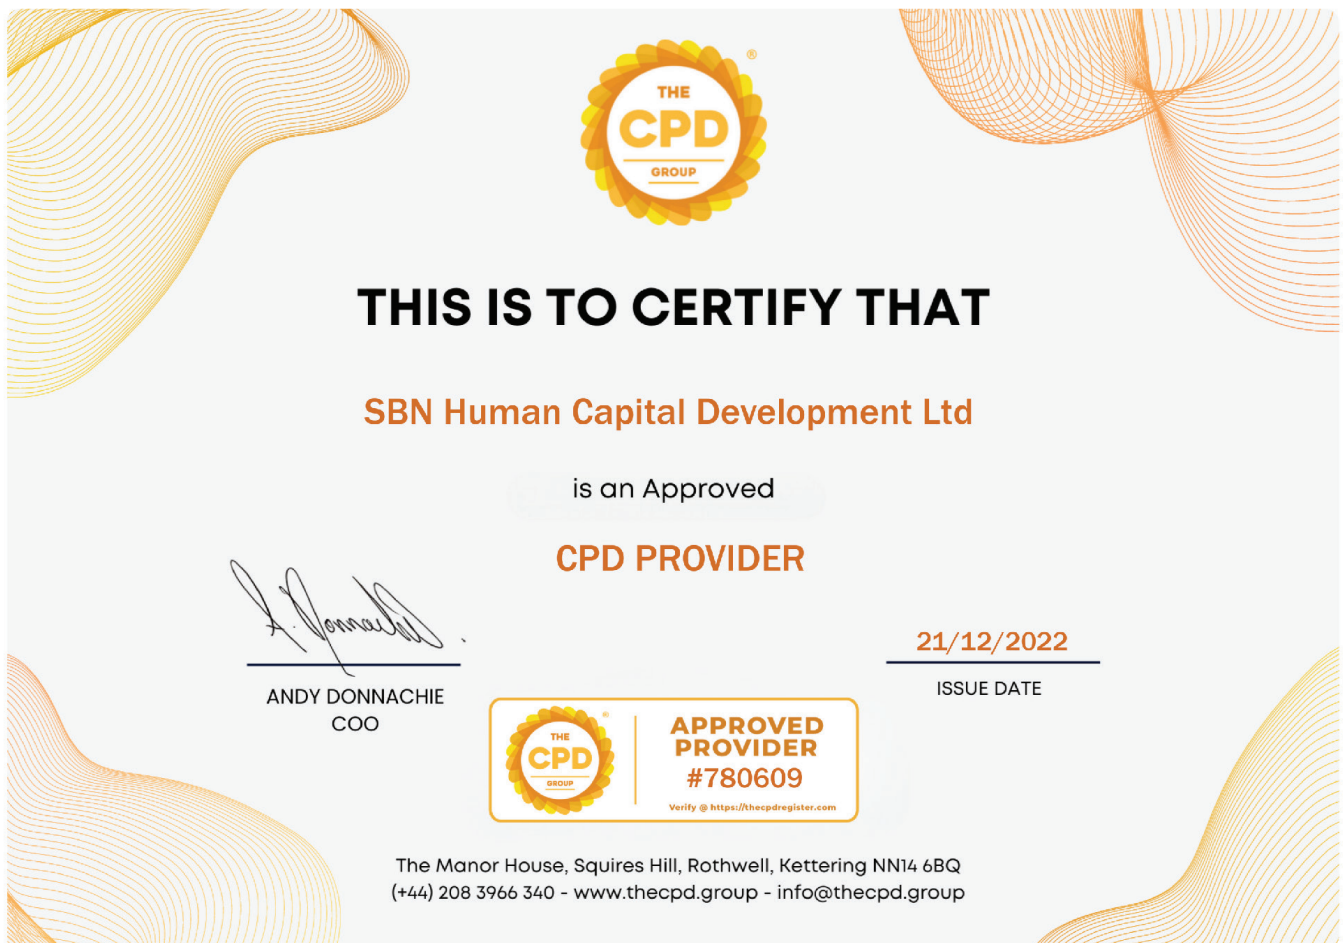 ®
THE
CPD
GROUP
THIS IS TO CERTIFY THAT
SBN Human Capital Development Ltd
is an Approved
CPD PROVIDER
A. Donnachie
ANDY DONNACHIE
COO
21/12/2022
ISSUE DATE
®
THE
CPD
GROUP
APPROVED
PROVIDER
#780609
Verify @ https://thecpdregister.com
The Manor House, Squires Hill, Rothwell, Kettering NN14 6BQ
(+44) 208 3966 340 - www.thecpd.group - info@thecpd.group